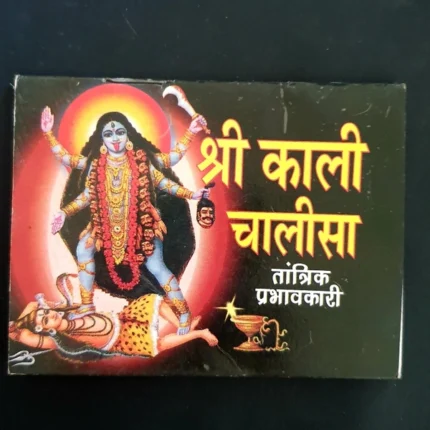 श्री काली
चालीसा
तांत्रिक
प्रभावकारी